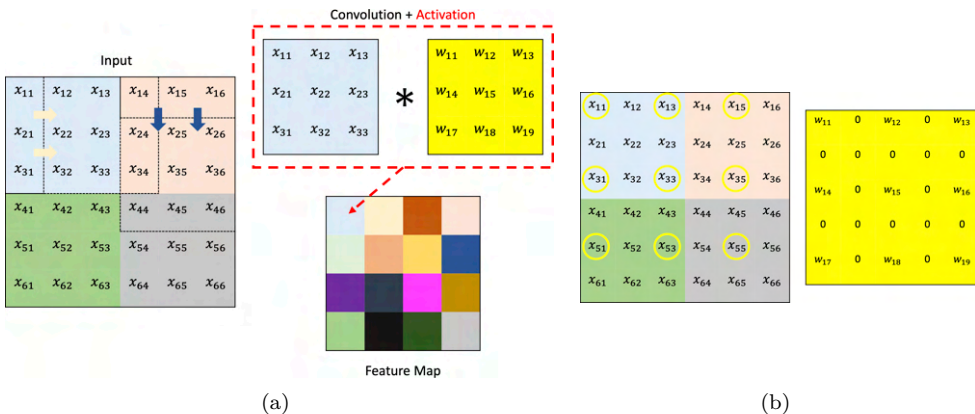 Convolution + Activation
Input
x₁₁ x₁₂ x₁₃ x₁₄ x₁₅ x₁₆
x₂₁ x₂₂ x₂₃ x₂₄ x₂₅ x₂₆
x₃₁ x₃₂ x₃₃ x₃₄ x₃₅ x₃₆
x₄₁ x₄₂ x₄₃ x₄₄ x₄₅ x₄₆
x₅₁ x₅₂ x₅₃ x₅₄ x₅₅ x₅₆
x₆₁ x₆₂ x₆₃ x₆₄ x₆₅ x₆₆
x₁₁ x₁₂ x₁₃
x₂₁ x₂₂ x₂₃
x₃₁ x₃₂ x₃₃
*
w₁₁ w₁₂ w₁₃
w₁₄ w₁₅ w₁₆
w₁₇ w₁₈ w₁₉
Feature Map
(a)
x₁₁ x₁₂ x₁₃ x₁₄ x₁₅ x₁₆
x₂₁ x₂₂ x₂₃ x₂₄ x₂₅ x₂₆
x₃₁ x₃₂ x₃₃ x₃₄ x₃₅ x₃₆
x₄₁ x₄₂ x₄₃ x₄₄ x₄₅ x₄₆
x₅₁ x₅₂ x₅₃ x₅₄ x₅₅ x₅₆
x₆₁ x₆₂ x₆₃ x₆₄ x₆₅ x₆₆
w₁₁ 0 w₁₂ 0 w₁₃
0 0 0 0 0
w₁₄ 0 w₁₅ 0 w₁₆
0 0 0 0 0
w₁₇ 0 w₁₈ 0 w₁₉
(b)